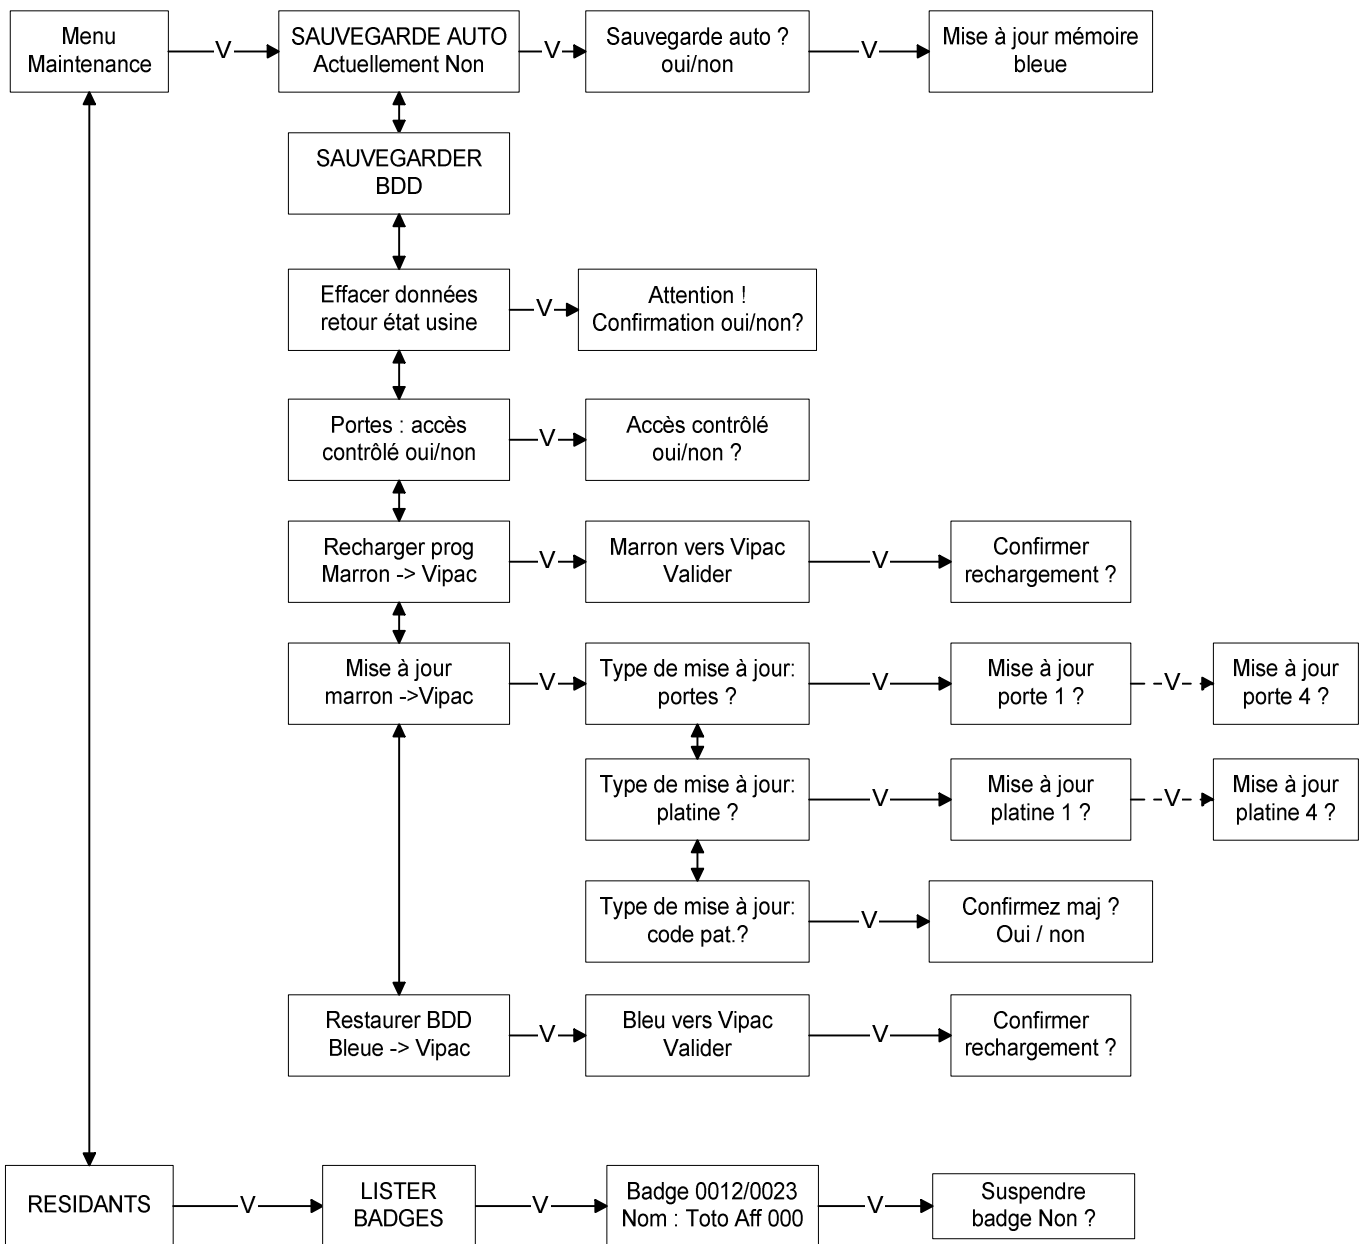 Menu
Maintenance
V
SAUVEGARDE AUTO
Actuellement Non
V
Sauvegarde auto ?
oui/non
V
Mise à jour mémoire
bleue
SAUVEGARDER
BDD
Effacer données
retour état usine
V
Attention !
Confirmation oui/non?
Portes : accès
contrôlé oui/non
V
Accès contrôlé
oui/non ?
Recharger prog
Marron -> Vipac
V
Marron vers Vipac
Valider
V
Confirmer
rechargement ?
Mise à jour
marron ->Vipac
V
Type de mise à jour:
portes ?
V
Mise à jour
porte 1 ?
V
Mise à jour
porte 4 ?
Type de mise à jour:
platine ?
V
Mise à jour
platine 1 ?
V
Mise à jour
platine 4 ?
Type de mise à jour:
code pat.?
V
Confirmez maj ?
Oui / non
Restaurer BDD
Bleue -> Vipac
V
Bleu vers Vipac
Valider
V
Confirmer
rechargement ?
RESIDANTS
V
LISTER
BADGES
V
Badge 0012/0023
Nom : Toto Aff 000
V
Suspendre
badge Non ?